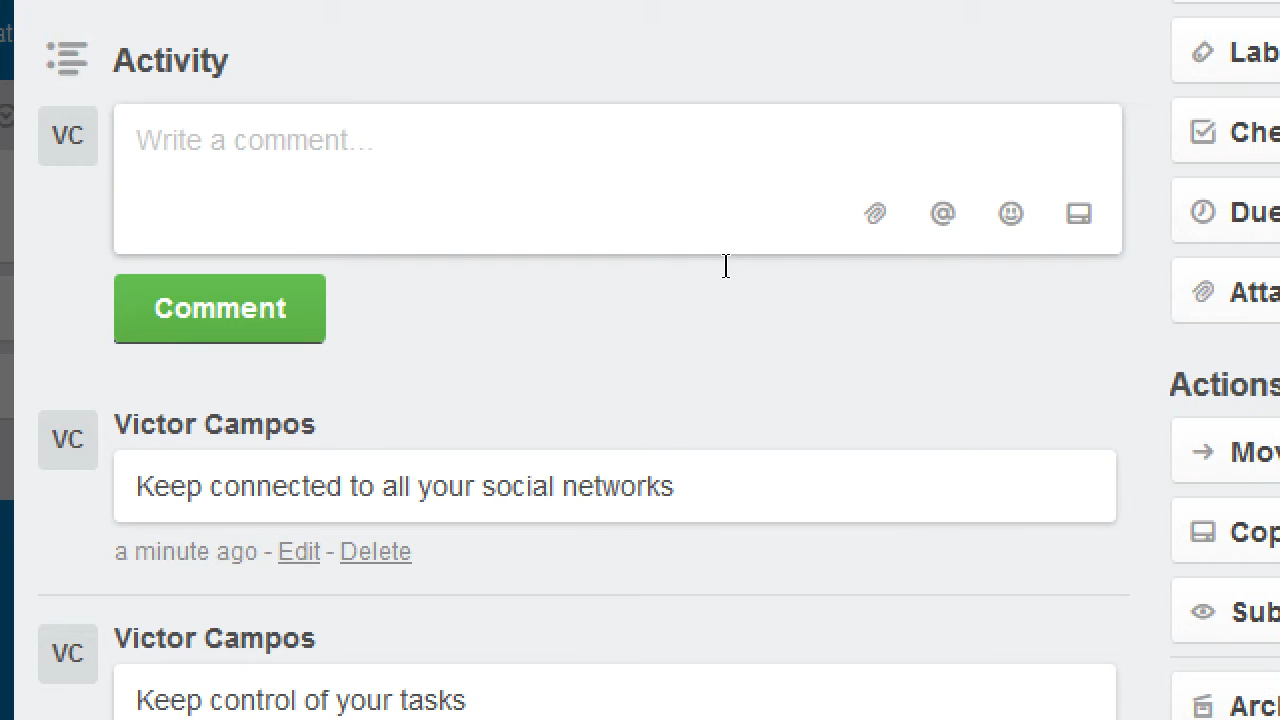 Activity
VC
Write a comment...
Comment
VC
Victor Campos
Keep connected to all your social networks
a minute ago - Edit - Delete
VC
Victor Campos
Keep control of your tasks
Lab
Che
Due
Atta
Actions
Mov
Cop
Sub
Arc